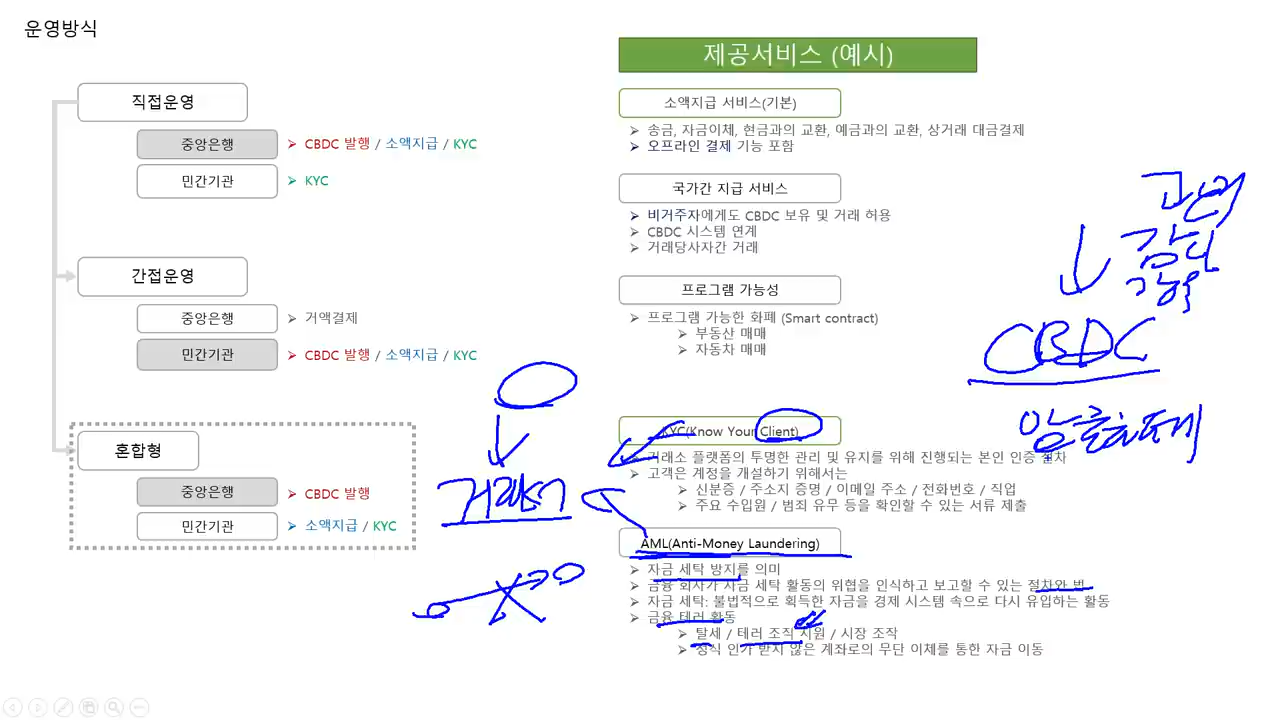 운영방식
직접운영
중앙은행
➢ CBDC 발행 / 소액지급 / KYC
민간기관
➢ KYC
간접운영
중앙은행
➢ 거액결제
민간기관
➢ CBDC 발행 / 소액지급 / KYC
혼합형
중앙은행
➢ CBDC 발행
민간기관
➢ 소액지급 / KYC
제공서비스 (예시)
소액지급 서비스(기본)
➢ 송금, 자금이체, 현금과의 교환, 예금과의 교환, 상거래 대금결제
➢ 오프라인 결제 기능 포함
국가간 지급 서비스
➢ 비거주자에게도 CBDC 보유 및 거래 허용
➢ CBDC 시스템 연계
➢ 거래당사자간 거래
프로그램 가능성
➢ 프로그램 가능한 화폐 (Smart contract)
➢ 부동산 매매
➢ 자동차 매매
KYC(Know Your Client)
➢ 거래소 플랫폼의 투명한 관리 및 유지를 위해 진행되는 본인 인증 절차
➢ 고객은 계정을 개설하기 위해서는
➢ 신분증 / 주소지 증명 / 이메일 주소 / 전화번호 / 직업
➢ 주요 수입원 / 범죄 유무 등을 확인할 수 있는 서류 제출
AML(Anti-Money Laundering)
➢ 자금 세탁 방지를 의미
➢ 금융 회사가 자금 세탁 활동의 위협을 인식하고 보고할 수 있는 절차와 법
➢ 자금 세탁: 불법적으로 획득한 자금을 경제 시스템 속으로 다시 유입하는 활동
➢ 금융 테러 활동
➢ 탈세 / 테러 조직 지원 / 시장 조작
➢ 정식 인가 받지 않은 계좌로의 무단 이체를 통한 자금 이동
거래소
CBDC